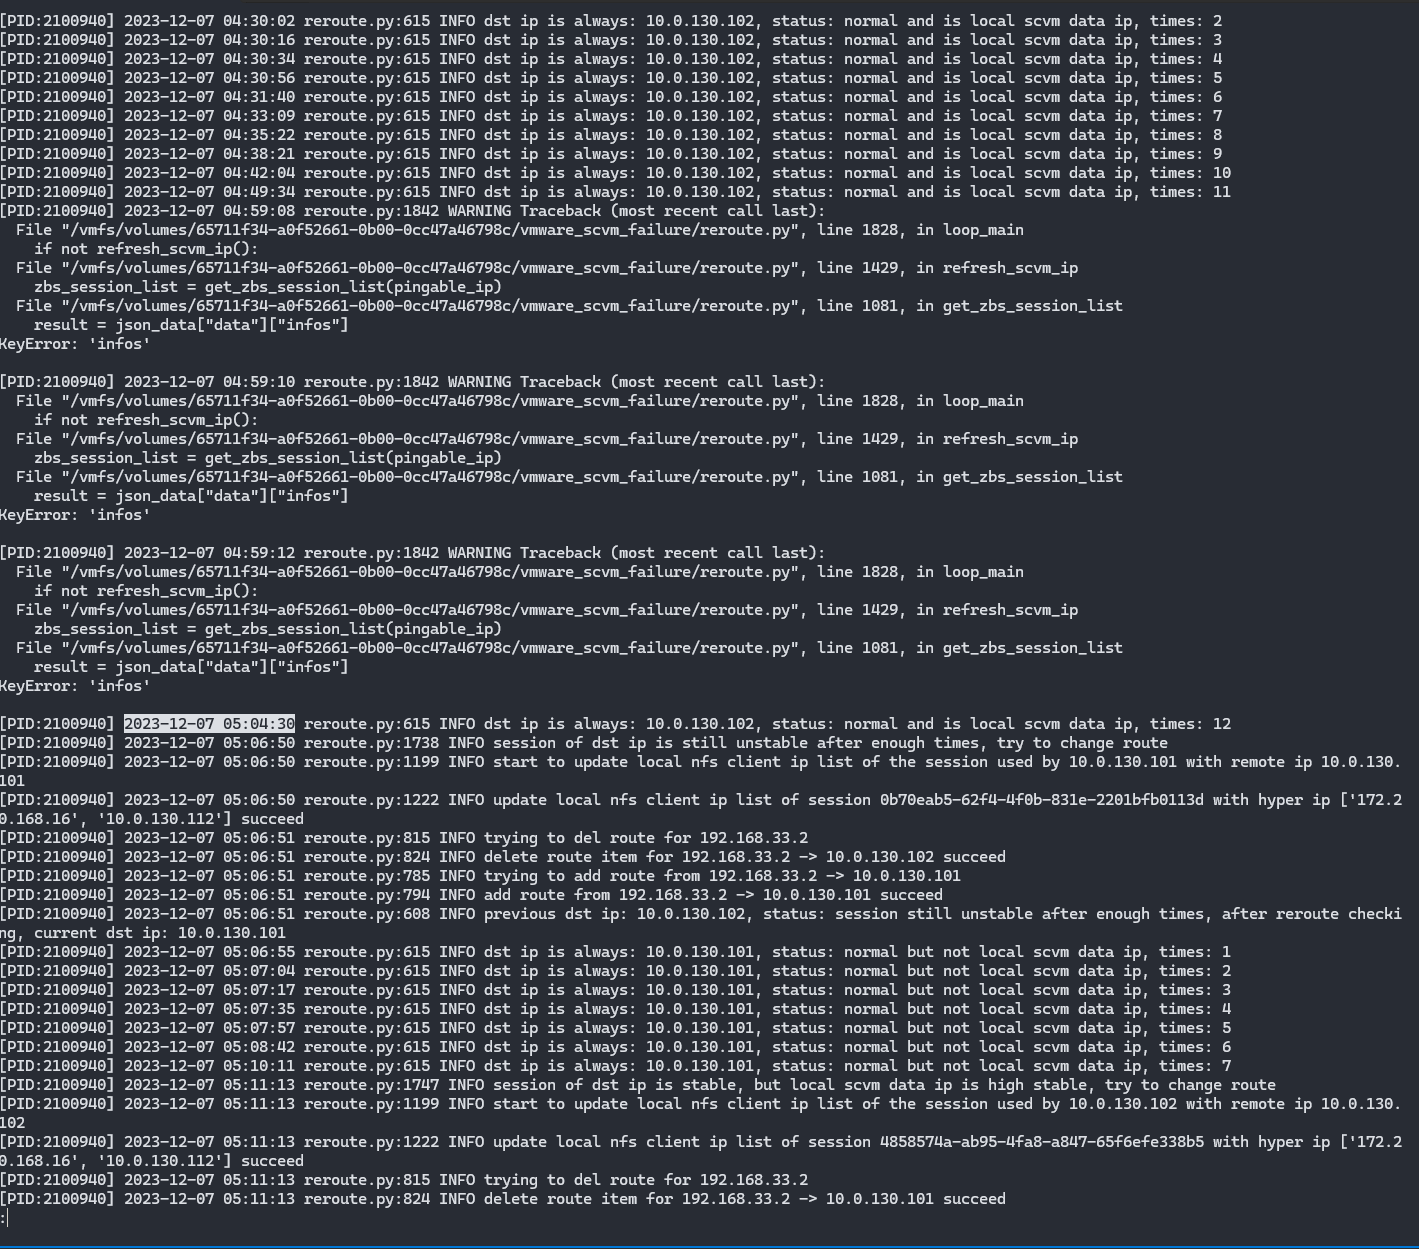 [PID:2100940] 2023-12-07 04:30:02 reroute.py:615 INFO dst ip is always: 10.0.130.102, status: normal and is local scvm data ip, times: 2
[PID:2100940] 2023-12-07 04:30:16 reroute.py:615 INFO dst ip is always: 10.0.130.102, status: normal and is local scvm data ip, times: 3
[PID:2100940] 2023-12-07 04:30:34 reroute.py:615 INFO dst ip is always: 10.0.130.102, status: normal and is local scvm data ip, times: 4
[PID:2100940] 2023-12-07 04:30:56 reroute.py:615 INFO dst ip is always: 10.0.130.102, status: normal and is local scvm data ip, times: 5
[PID:2100940] 2023-12-07 04:31:40 reroute.py:615 INFO dst ip is always: 10.0.130.102, status: normal and is local scvm data ip, times: 6
[PID:2100940] 2023-12-07 04:33:09 reroute.py:615 INFO dst ip is always: 10.0.130.102, status: normal and is local scvm data ip, times: 7
[PID:2100940] 2023-12-07 04:35:22 reroute.py:615 INFO dst ip is always: 10.0.130.102, status: normal and is local scvm data ip, times: 8
[PID:2100940] 2023-12-07 04:38:21 reroute.py:615 INFO dst ip is always: 10.0.130.102, status: normal and is local scvm data ip, times: 9
[PID:2100940] 2023-12-07 04:42:04 reroute.py:615 INFO dst ip is always: 10.0.130.102, status: normal and is local scvm data ip, times: 10
[PID:2100940] 2023-12-07 04:49:34 reroute.py:615 INFO dst ip is always: 10.0.130.102, status: normal and is local scvm data ip, times: 11
[PID:2100940] 2023-12-07 04:59:08 reroute.py:1842 WARNING Traceback (most recent call last):
  File "/vmfs/volumes/65711f34-a0f52661-0b00-0cc47a46798c/vmware_scvm_failure/reroute.py", line 1828, in loop_main
    if not refresh_scvm_ip():
  File "/vmfs/volumes/65711f34-a0f52661-0b00-0cc47a46798c/vmware_scvm_failure/reroute.py", line 1429, in refresh_scvm_ip
    zbs_session_list = get_zbs_session_list(pingable_ip)
  File "/vmfs/volumes/65711f34-a0f52661-0b00-0cc47a46798c/vmware_scvm_failure/reroute.py", line 1081, in get_zbs_session_list
    result = json_data["data"]["infos"]
KeyError: 'infos'

[PID:2100940] 2023-12-07 04:59:10 reroute.py:1842 WARNING Traceback (most recent call last):
  File "/vmfs/volumes/65711f34-a0f52661-0b00-0cc47a46798c/vmware_scvm_failure/reroute.py", line 1828, in loop_main
    if not refresh_scvm_ip():
  File "/vmfs/volumes/65711f34-a0f52661-0b00-0cc47a46798c/vmware_scvm_failure/reroute.py", line 1429, in refresh_scvm_ip
    zbs_session_list = get_zbs_session_list(pingable_ip)
  File "/vmfs/volumes/65711f34-a0f52661-0b00-0cc47a46798c/vmware_scvm_failure/reroute.py", line 1081, in get_zbs_session_list
    result = json_data["data"]["infos"]
KeyError: 'infos'

[PID:2100940] 2023-12-07 04:59:12 reroute.py:1842 WARNING Traceback (most recent call last):
  File "/vmfs/volumes/65711f34-a0f52661-0b00-0cc47a46798c/vmware_scvm_failure/reroute.py", line 1828, in loop_main
    if not refresh_scvm_ip():
  File "/vmfs/volumes/65711f34-a0f52661-0b00-0cc47a46798c/vmware_scvm_failure/reroute.py", line 1429, in refresh_scvm_ip
    zbs_session_list = get_zbs_session_list(pingable_ip)
  File "/vmfs/volumes/65711f34-a0f52661-0b00-0cc47a46798c/vmware_scvm_failure/reroute.py", line 1081, in get_zbs_session_list
    result = json_data["data"]["infos"]
KeyError: 'infos'

[PID:2100940] 2023-12-07 05:04:30 reroute.py:615 INFO dst ip is always: 10.0.130.102, status: normal and is local scvm data ip, times: 12
[PID:2100940] 2023-12-07 05:06:50 reroute.py:1738 INFO session of dst ip is still unstable after enough times, try to change route
[PID:2100940] 2023-12-07 05:06:50 reroute.py:1199 INFO start to update local nfs client ip list of the session used by 10.0.130.101 with remote ip 10.0.130.
101
[PID:2100940] 2023-12-07 05:06:50 reroute.py:1222 INFO update local nfs client ip list of session 0b70eab5-62f4-4f0b-831e-2201bfb0113d with hyper ip ['172.2
0.168.16', '10.0.130.112'] succeed
[PID:2100940] 2023-12-07 05:06:51 reroute.py:815 INFO trying to del route for 192.168.33.2
[PID:2100940] 2023-12-07 05:06:51 reroute.py:824 INFO delete route item for 192.168.33.2 -> 10.0.130.102 succeed
[PID:2100940] 2023-12-07 05:06:51 reroute.py:785 INFO trying to add route from 192.168.33.2 -> 10.0.130.101
[PID:2100940] 2023-12-07 05:06:51 reroute.py:794 INFO add route from 192.168.33.2 -> 10.0.130.101 succeed
[PID:2100940] 2023-12-07 05:06:51 reroute.py:608 INFO previous dst ip: 10.0.130.102, status: session still unstable after enough times, after reroute checki
ng, current dst ip: 10.0.130.101
[PID:2100940] 2023-12-07 05:06:55 reroute.py:615 INFO dst ip is always: 10.0.130.101, status: normal but not local scvm data ip, times: 1
[PID:2100940] 2023-12-07 05:07:04 reroute.py:615 INFO dst ip is always: 10.0.130.101, status: normal but not local scvm data ip, times: 2
[PID:2100940] 2023-12-07 05:07:17 reroute.py:615 INFO dst ip is always: 10.0.130.101, status: normal but not local scvm data ip, times: 3
[PID:2100940] 2023-12-07 05:07:35 reroute.py:615 INFO dst ip is always: 10.0.130.101, status: normal but not local scvm data ip, times: 4
[PID:2100940] 2023-12-07 05:07:57 reroute.py:615 INFO dst ip is always: 10.0.130.101, status: normal but not local scvm data ip, times: 5
[PID:2100940] 2023-12-07 05:08:42 reroute.py:615 INFO dst ip is always: 10.0.130.101, status: normal but not local scvm data ip, times: 6
[PID:2100940] 2023-12-07 05:10:11 reroute.py:615 INFO dst ip is always: 10.0.130.101, status: normal but not local scvm data ip, times: 7
[PID:2100940] 2023-12-07 05:11:13 reroute.py:1747 INFO session of dst ip is stable, but local scvm data ip is high stable, try to change route
[PID:2100940] 2023-12-07 05:11:13 reroute.py:1199 INFO start to update local nfs client ip list of the session used by 10.0.130.102 with remote ip 10.0.130.
102
[PID:2100940] 2023-12-07 05:11:13 reroute.py:1222 INFO update local nfs client ip list of session 4858574a-ab95-4fa8-a847-65f6efe338b5 with hyper ip ['172.2
0.168.16', '10.0.130.112'] succeed
[PID:2100940] 2023-12-07 05:11:13 reroute.py:815 INFO trying to del route for 192.168.33.2
[PID:2100940] 2023-12-07 05:11:13 reroute.py:824 INFO delete route item for 192.168.33.2 -> 10.0.130.101 succeed
: